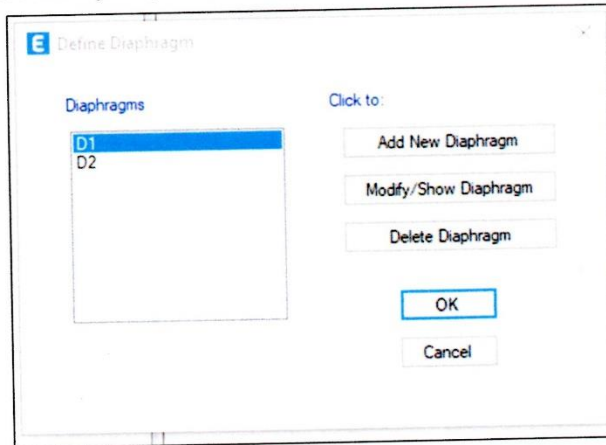 E Define Diaphragm
Diaphragms
D1
D2
Click to:
Add New Diaphragm
Modify/Show Diaphragm
Delete Diaphragm
OK
Cancel